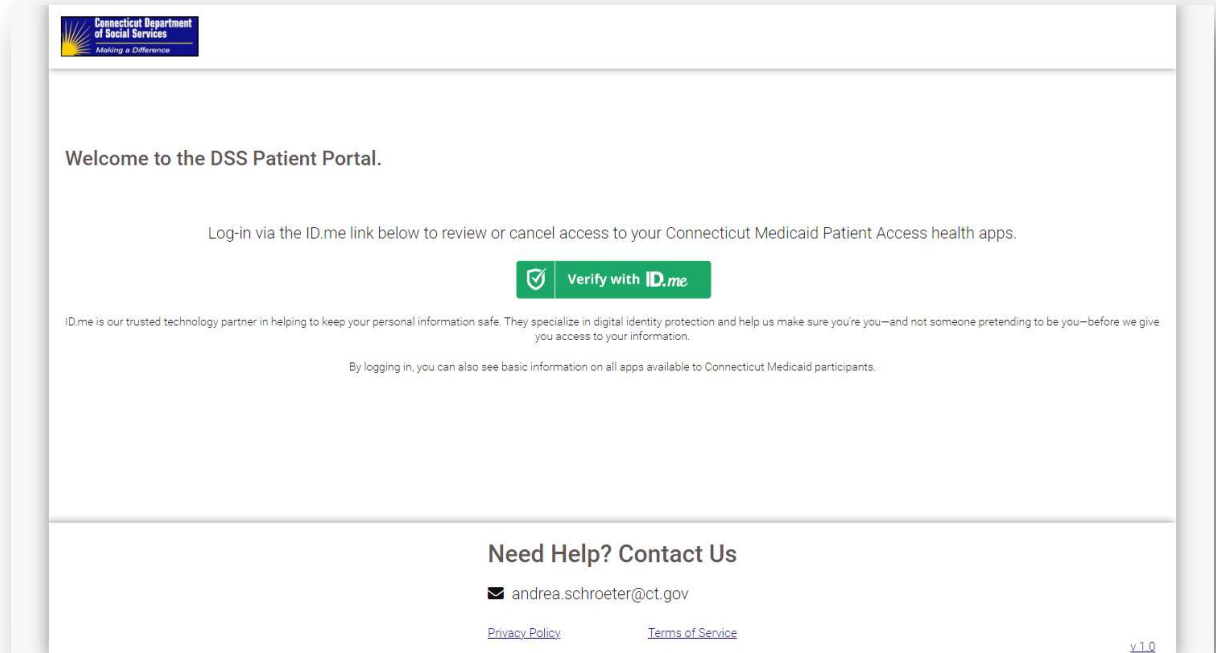 Connecticut Department
of Social Services
Making a Difference
Welcome to the DSS Patient Portal.
Log-in via the ID.me link below to review or cancel access to your Connecticut Medicaid Patient Access health apps.
Verify with ID.me
ID.me is our trusted technology partner in helping to keep your personal information safe. They specialize in digital identity protection and help us make sure you're you—and not someone pretending to be you—before we give
you access to your information.
By logging in, you can also see basic information on all apps available to Connecticut Medicaid participants.
Need Help? Contact Us
andrea.schroeter@ct.gov
Privacy Policy Terms of Service
v 1.0